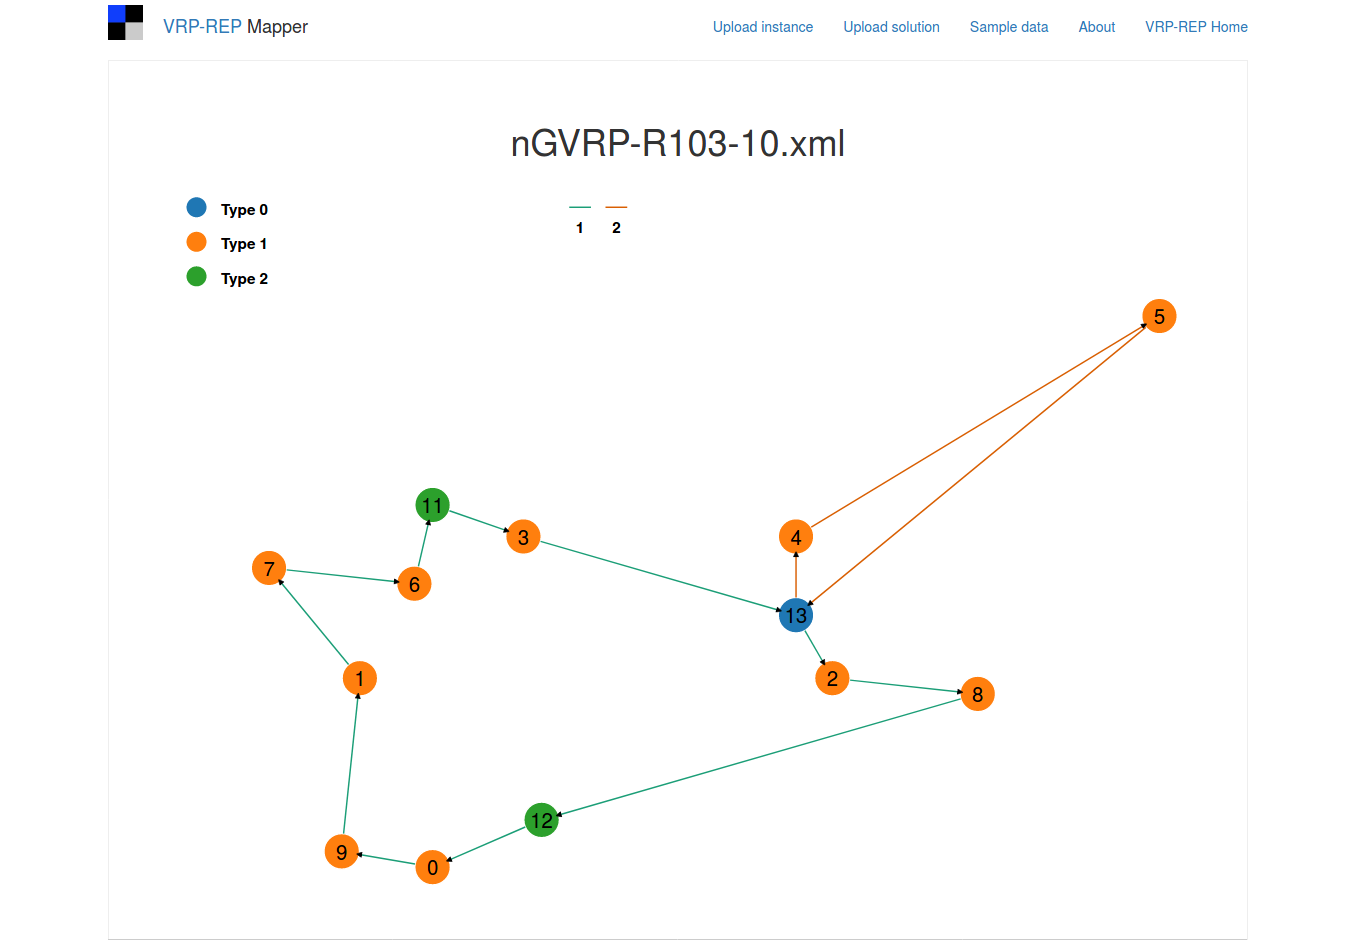 VRP-REP Mapper
Upload instance Upload solution Sample data About VRP-REP Home
nGVRP-R103-10.xml
Type 0
Type 1
Type 2
1 2
5
11
3
4
7
6
13
1
2
8
12
9
0